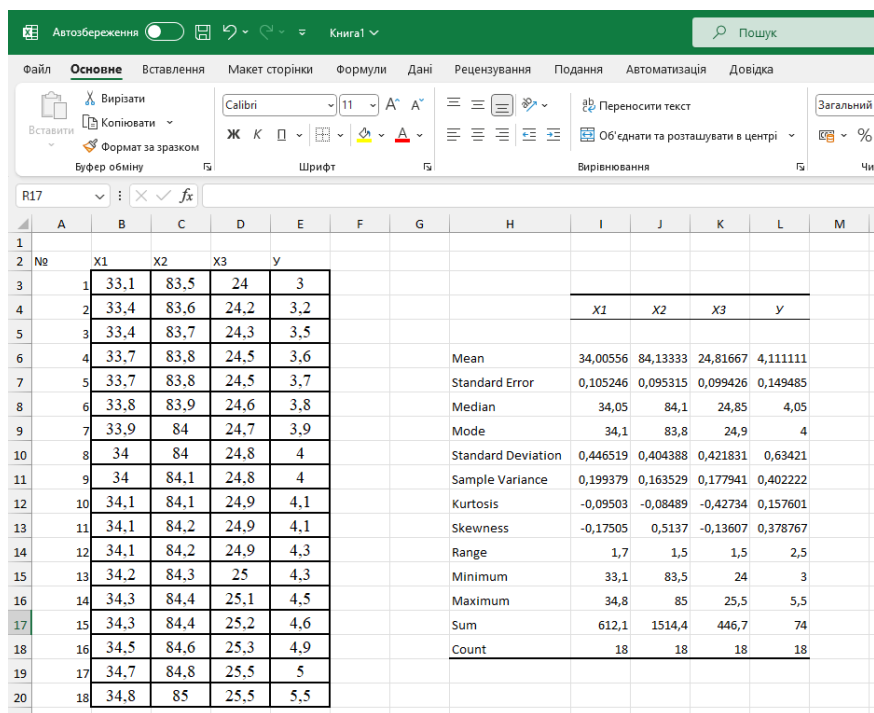 Автозбереження Книга1 Пошук
Файл Основне Вставлення Макет сторінки Формули Дані Рецензування Подання Автоматизація Довідка
Вставити Вирізати Calibri 11 A A Переносити текст Загальний
Копіювати Ж К П A Об'єднати та розташувати в центрі %
Формат за зразком
Буфер обміну Шрифт Вирівнювання Чи
R17 fx
A B C D E F G H I J K L M
1
2 № X1 X2 X3 У
3 1 33,1 83,5 24 3
4 2 33,4 83,6 24,2 3,2 X1 X2 X3 У
5 3 33,4 83,7 24,3 3,5
6 4 33,7 83,8 24,5 3,6 Mean 34,00556 84,13333 24,81667 4,111111
7 5 33,7 83,8 24,5 3,7 Standard Error 0,105246 0,095315 0,099426 0,149485
8 6 33,8 83,9 24,6 3,8 Median 34,05 84,1 24,85 4,05
9 7 33,9 84 24,7 3,9 Mode 34,1 83,8 24,9 4
10 8 34 84 24,8 4 Standard Deviation 0,446519 0,404388 0,421831 0,63421
11 9 34 84,1 24,8 4 Sample Variance 0,199379 0,163529 0,177941 0,402222
12 10 34,1 84,1 24,9 4,1 Kurtosis -0,09503 -0,08489 -0,42734 0,157601
13 11 34,1 84,2 24,9 4,1 Skewness -0,17505 0,5137 -0,13607 0,378767
14 12 34,1 84,2 24,9 4,3 Range 1,7 1,5 1,5 2,5
15 13 34,2 84,3 25 4,3 Minimum 33,1 83,5 24 3
16 14 34,3 84,4 25,1 4,5 Maximum 34,8 85 25,5 5,5
17 15 34,3 84,4 25,2 4,6 Sum 612,1 1514,4 446,7 74
18 16 34,5 84,6 25,3 4,9 Count 18 18 18 18
19 17 34,7 84,8 25,5 5
20 18 34,8 85 25,5 5,5